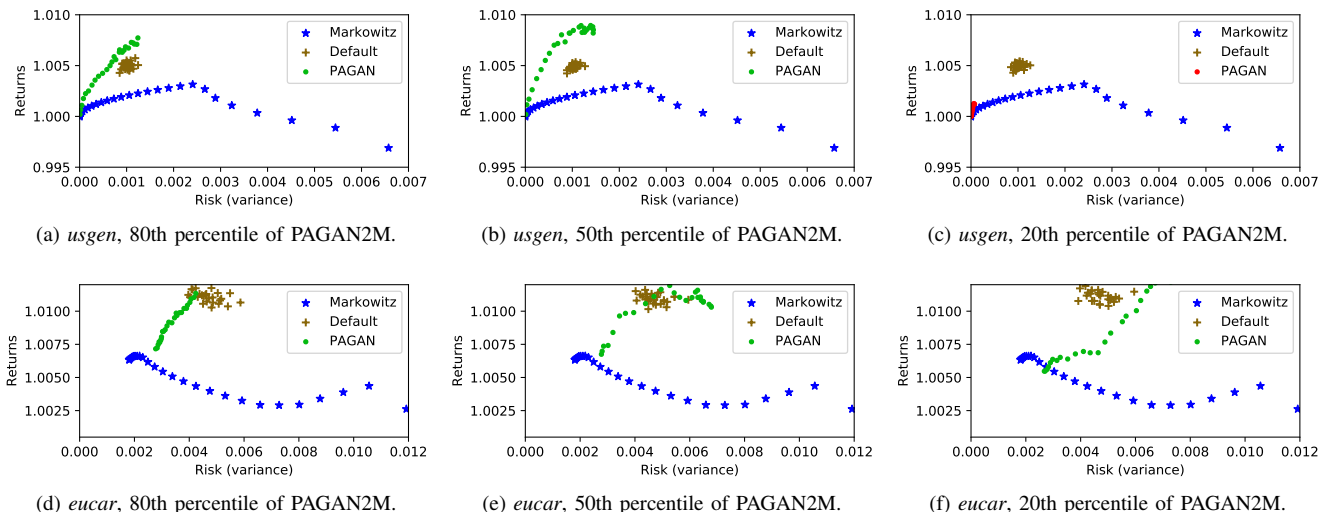 1.010
1.005
1.000
0.995
Returns
0.000 0.001 0.002 0.003 0.004 0.005 0.006 0.007
Risk (variance)
Markowitz
Default
PAGAN
(a) usgen, 80th percentile of PAGAN2M.
1.010
1.005
1.000
0.995
Returns
0.000 0.001 0.002 0.003 0.004 0.005 0.006 0.007
Risk (variance)
Markowitz
Default
PAGAN
(b) usgen, 50th percentile of PAGAN2M.
1.010
1.005
1.000
0.995
Returns
0.000 0.001 0.002 0.003 0.004 0.005 0.006 0.007
Risk (variance)
Markowitz
Default
PAGAN
(c) usgen, 20th percentile of PAGAN2M.
1.0100
1.0075
1.0050
1.0025
Returns
0.000 0.002 0.004 0.006 0.008 0.010 0.012
Risk (variance)
Markowitz
Default
PAGAN
(d) eucar, 80th percentile of PAGAN2M.
1.0100
1.0075
1.0050
1.0025
Returns
0.000 0.002 0.004 0.006 0.008 0.010 0.012
Risk (variance)
Markowitz
Default
PAGAN
(e) eucar, 50th percentile of PAGAN2M.
1.0100
1.0075
1.0050
1.0025
Returns
0.000 0.002 0.004 0.006 0.008 0.010 0.012
Risk (variance)
Markowitz
Default
PAGAN
(f) eucar, 20th percentile of PAGAN2M.